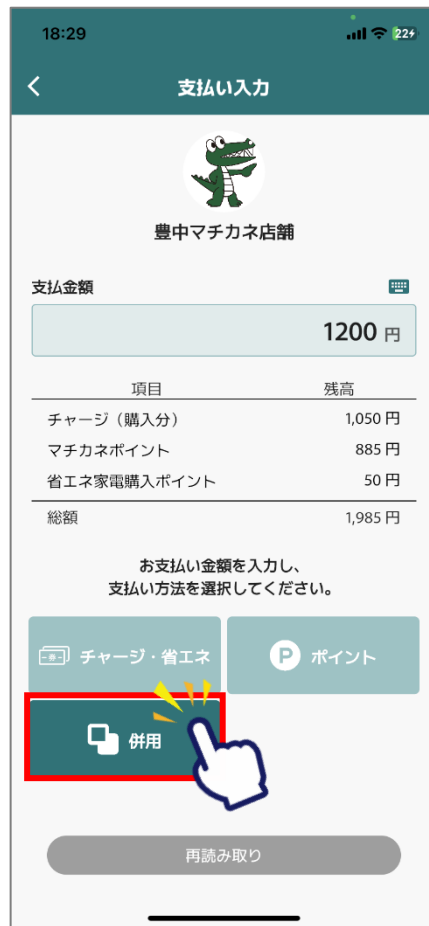 18:29
22
支払い入力
豊中マチカネ店舗
支払金額
1200 円
項目 残高
チャージ（購入分） 1,050 円
マチカネポイント 885 円
省エネ家電購入ポイント 50 円
総額 1,985 円
お支払い金額を入力し、
支払い方法を選択してください。
チャージ・省エネ
P ポイント
併用
再読み取り